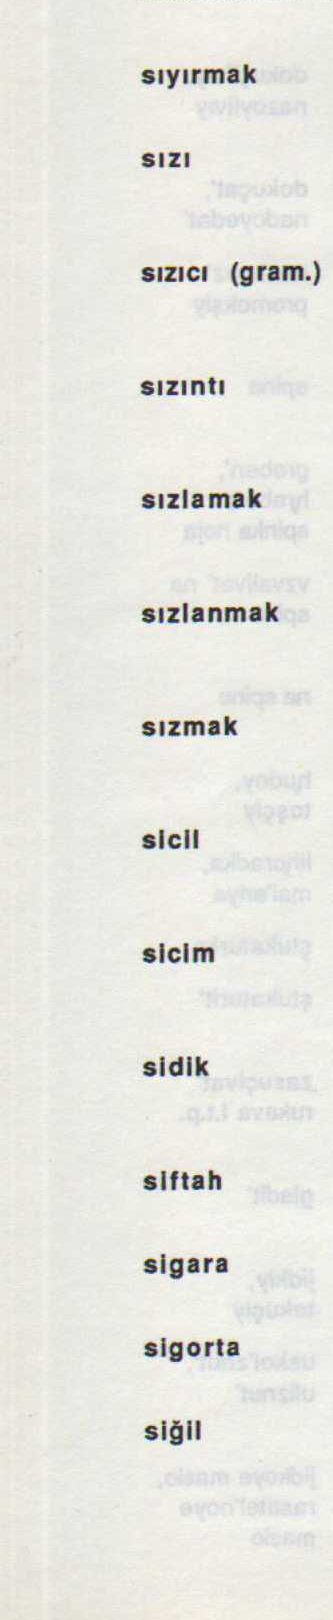 sıyırmak
sızı
sızıcı (gram.)
sızıntı
sızlamak
sızlanmak
sızmak
sicil
sicim
sidik
siftah
sigara
sigorta
siğil